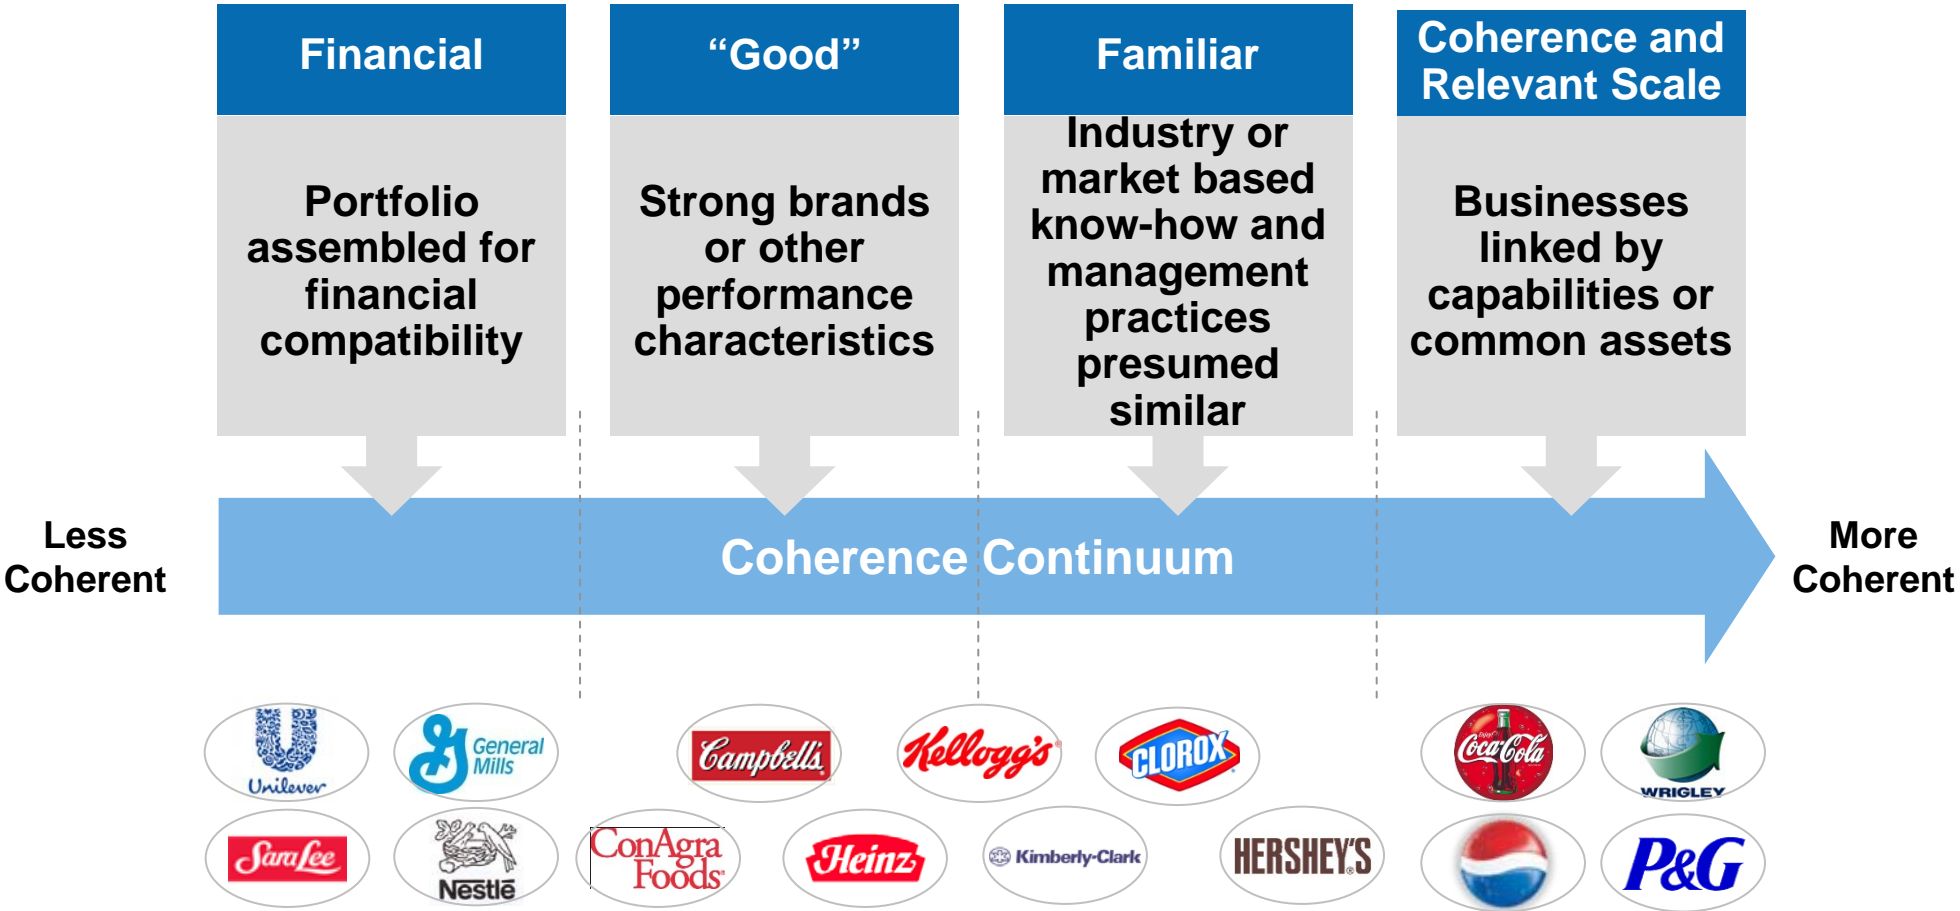 Financial
Portfolio
assembled for
financial
compatibility
“Good”
Strong brands
or other
performance
characteristics
Familiar
Industry or
market based
know-how and
management
practices
presumed
similar
Coherence and
Relevant Scale
Businesses
linked by
capabilities or
common assets
Less
Coherent
Coherence Continuum
More
Coherent
Unilever
General
Mills
Campbell's
Kellogg's
CLOROX
Enjoy
Coca-Cola
WRIGLEY
Sara Lee
Nestlé
ConAgra
Foods
Heinz
Kimberly-Clark
HERSHEY'S
P&G